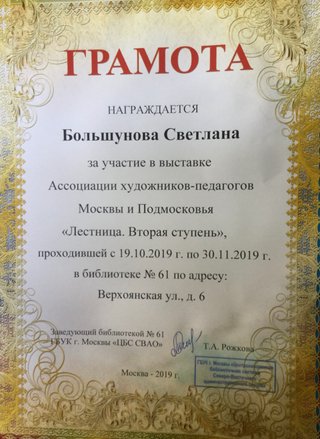 ГРАМОТА
НАГРАЖДАЕТСЯ
Большунова Светлана
за участие в выставке
Ассоциации художников-педагогов
Москвы и Подмосковья
«Лестница. Вторая ступень»,
проходившей с 19.10.2019 г. по 30.11.2019 г.
в библиотеке № 61 по адресу:
Верхоянская ул., д. 6
Заведующий библиотекой № 61
ГБУК г. Москвы «ЦБС СВАО»
Т.А. Рожкова
Москва - 2019 г.